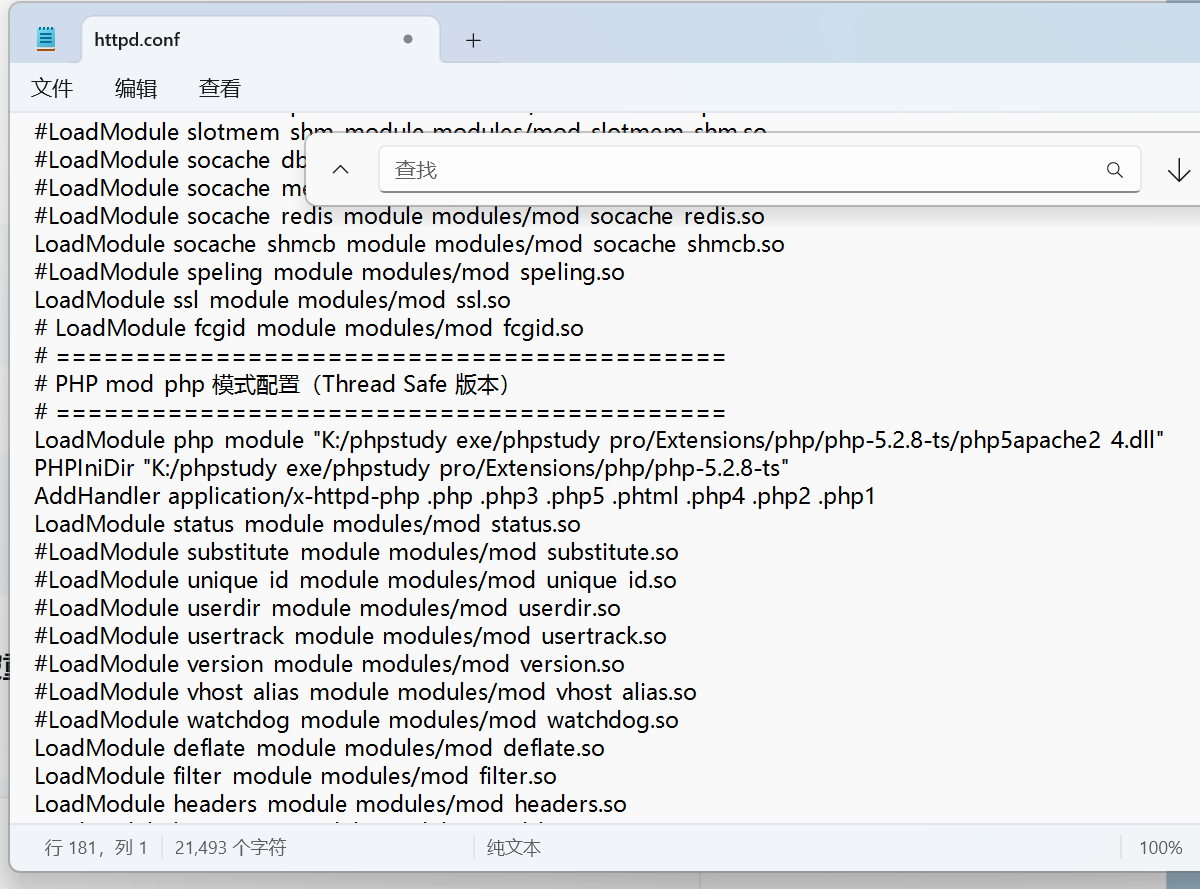 httpd.conf
文件 编辑 查看
#LoadModule slotmem shm module modules/mod slotmem shm.so
#LoadModule socache db
查找
#LoadModule socache me
#LoadModule socache redis module modules/mod socache redis.so
LoadModule socache shmcb module modules/mod socache shmcb.so
#LoadModule speling module modules/mod speling.so
LoadModule ssl module modules/mod ssl.so
# LoadModule fcgid module modules/mod fcgid.so
# ==========================================
# PHP mod php 模式配置（Thread Safe 版本）
# ==========================================
LoadModule php module "K:/phpstudy exe/phpstudy pro/Extensions/php/php-5.2.8-ts/php5apache2 4.dll"
PHPIniDir "K:/phpstudy exe/phpstudy pro/Extensions/php/php-5.2.8-ts"
AddHandler application/x-httpd-php .php .php3 .php5 .phtml .php4 .php2 .php1
LoadModule status module modules/mod status.so
#LoadModule substitute module modules/mod substitute.so
#LoadModule unique id module modules/mod unique id.so
#LoadModule userdir module modules/mod userdir.so
#LoadModule usertrack module modules/mod usertrack.so
#LoadModule version module modules/mod version.so
#LoadModule vhost alias module modules/mod vhost alias.so
#LoadModule watchdog module modules/mod watchdog.so
LoadModule deflate module modules/mod deflate.so
LoadModule filter module modules/mod filter.so
LoadModule headers module modules/mod headers.so
行 181，列 1 21,493 个字符 纯文本 100%